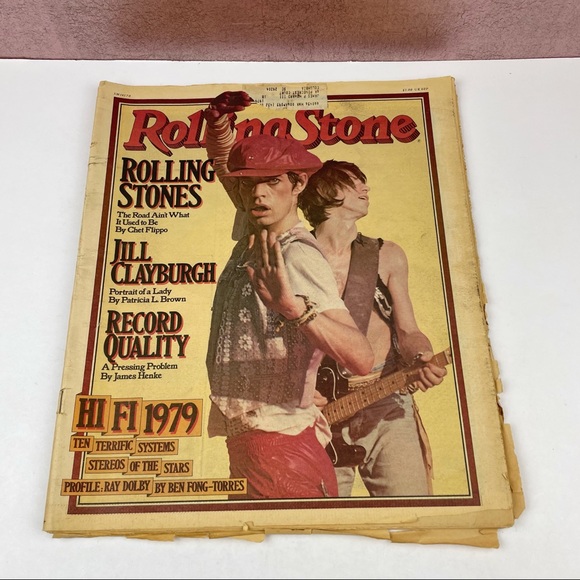 Rolling Stone
ROLLING
STONES
The Road Ain't What
It Used to Be
By Chet Flippo
JILL
CLAYBURGH
Portrait of a Lady
By Patricia L. Brown
RECORD
QUALITY
A Pressing Problem
By James Henke
HI FI 1979
TEN TERRIFIC SYSTEMS
STEREOS OF THE STARS
PROFILE: RAY DOLBY BY BEN FONG-TORRES